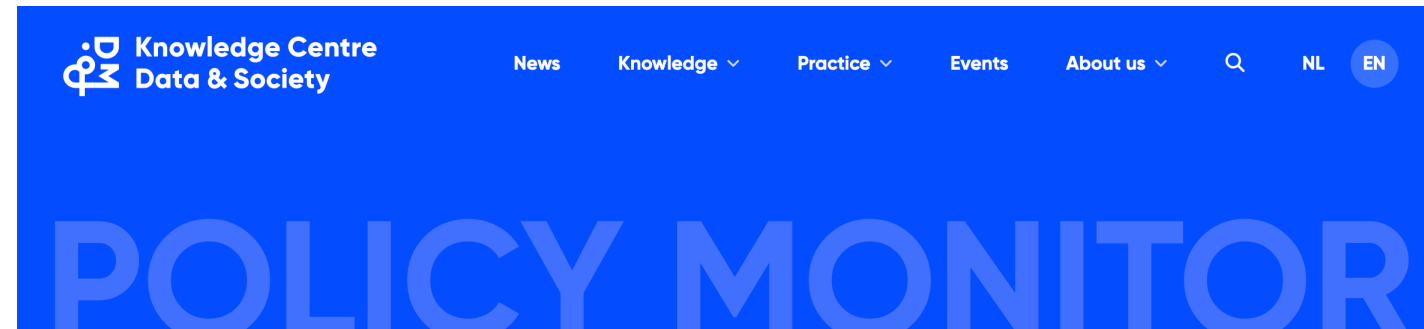 Knowledge Centre
Data & Society
News Knowledge Practice Events About us NL EN
POLICY MONITOR